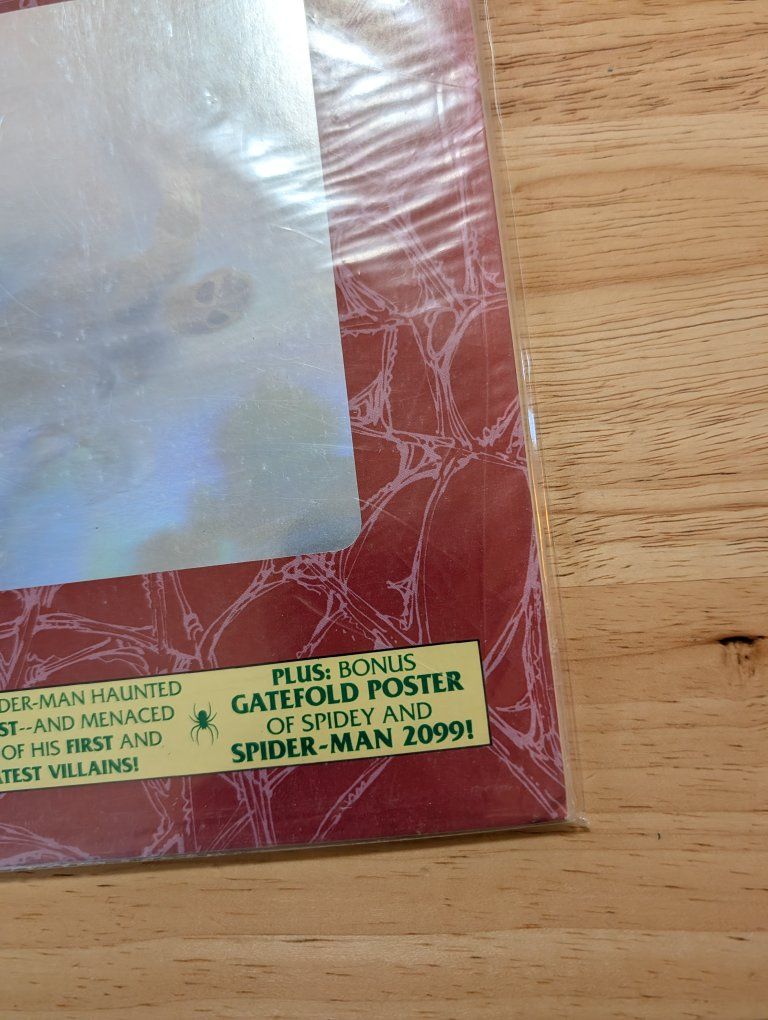 DER-MAN HAUNTED
ST--AND MENACED
OF HIS FIRST AND
ATEST VILLAINS!
PLUS: BONUS
GATEFOLD POSTER
OF SPIDEY AND
SPIDER-MAN 2099!